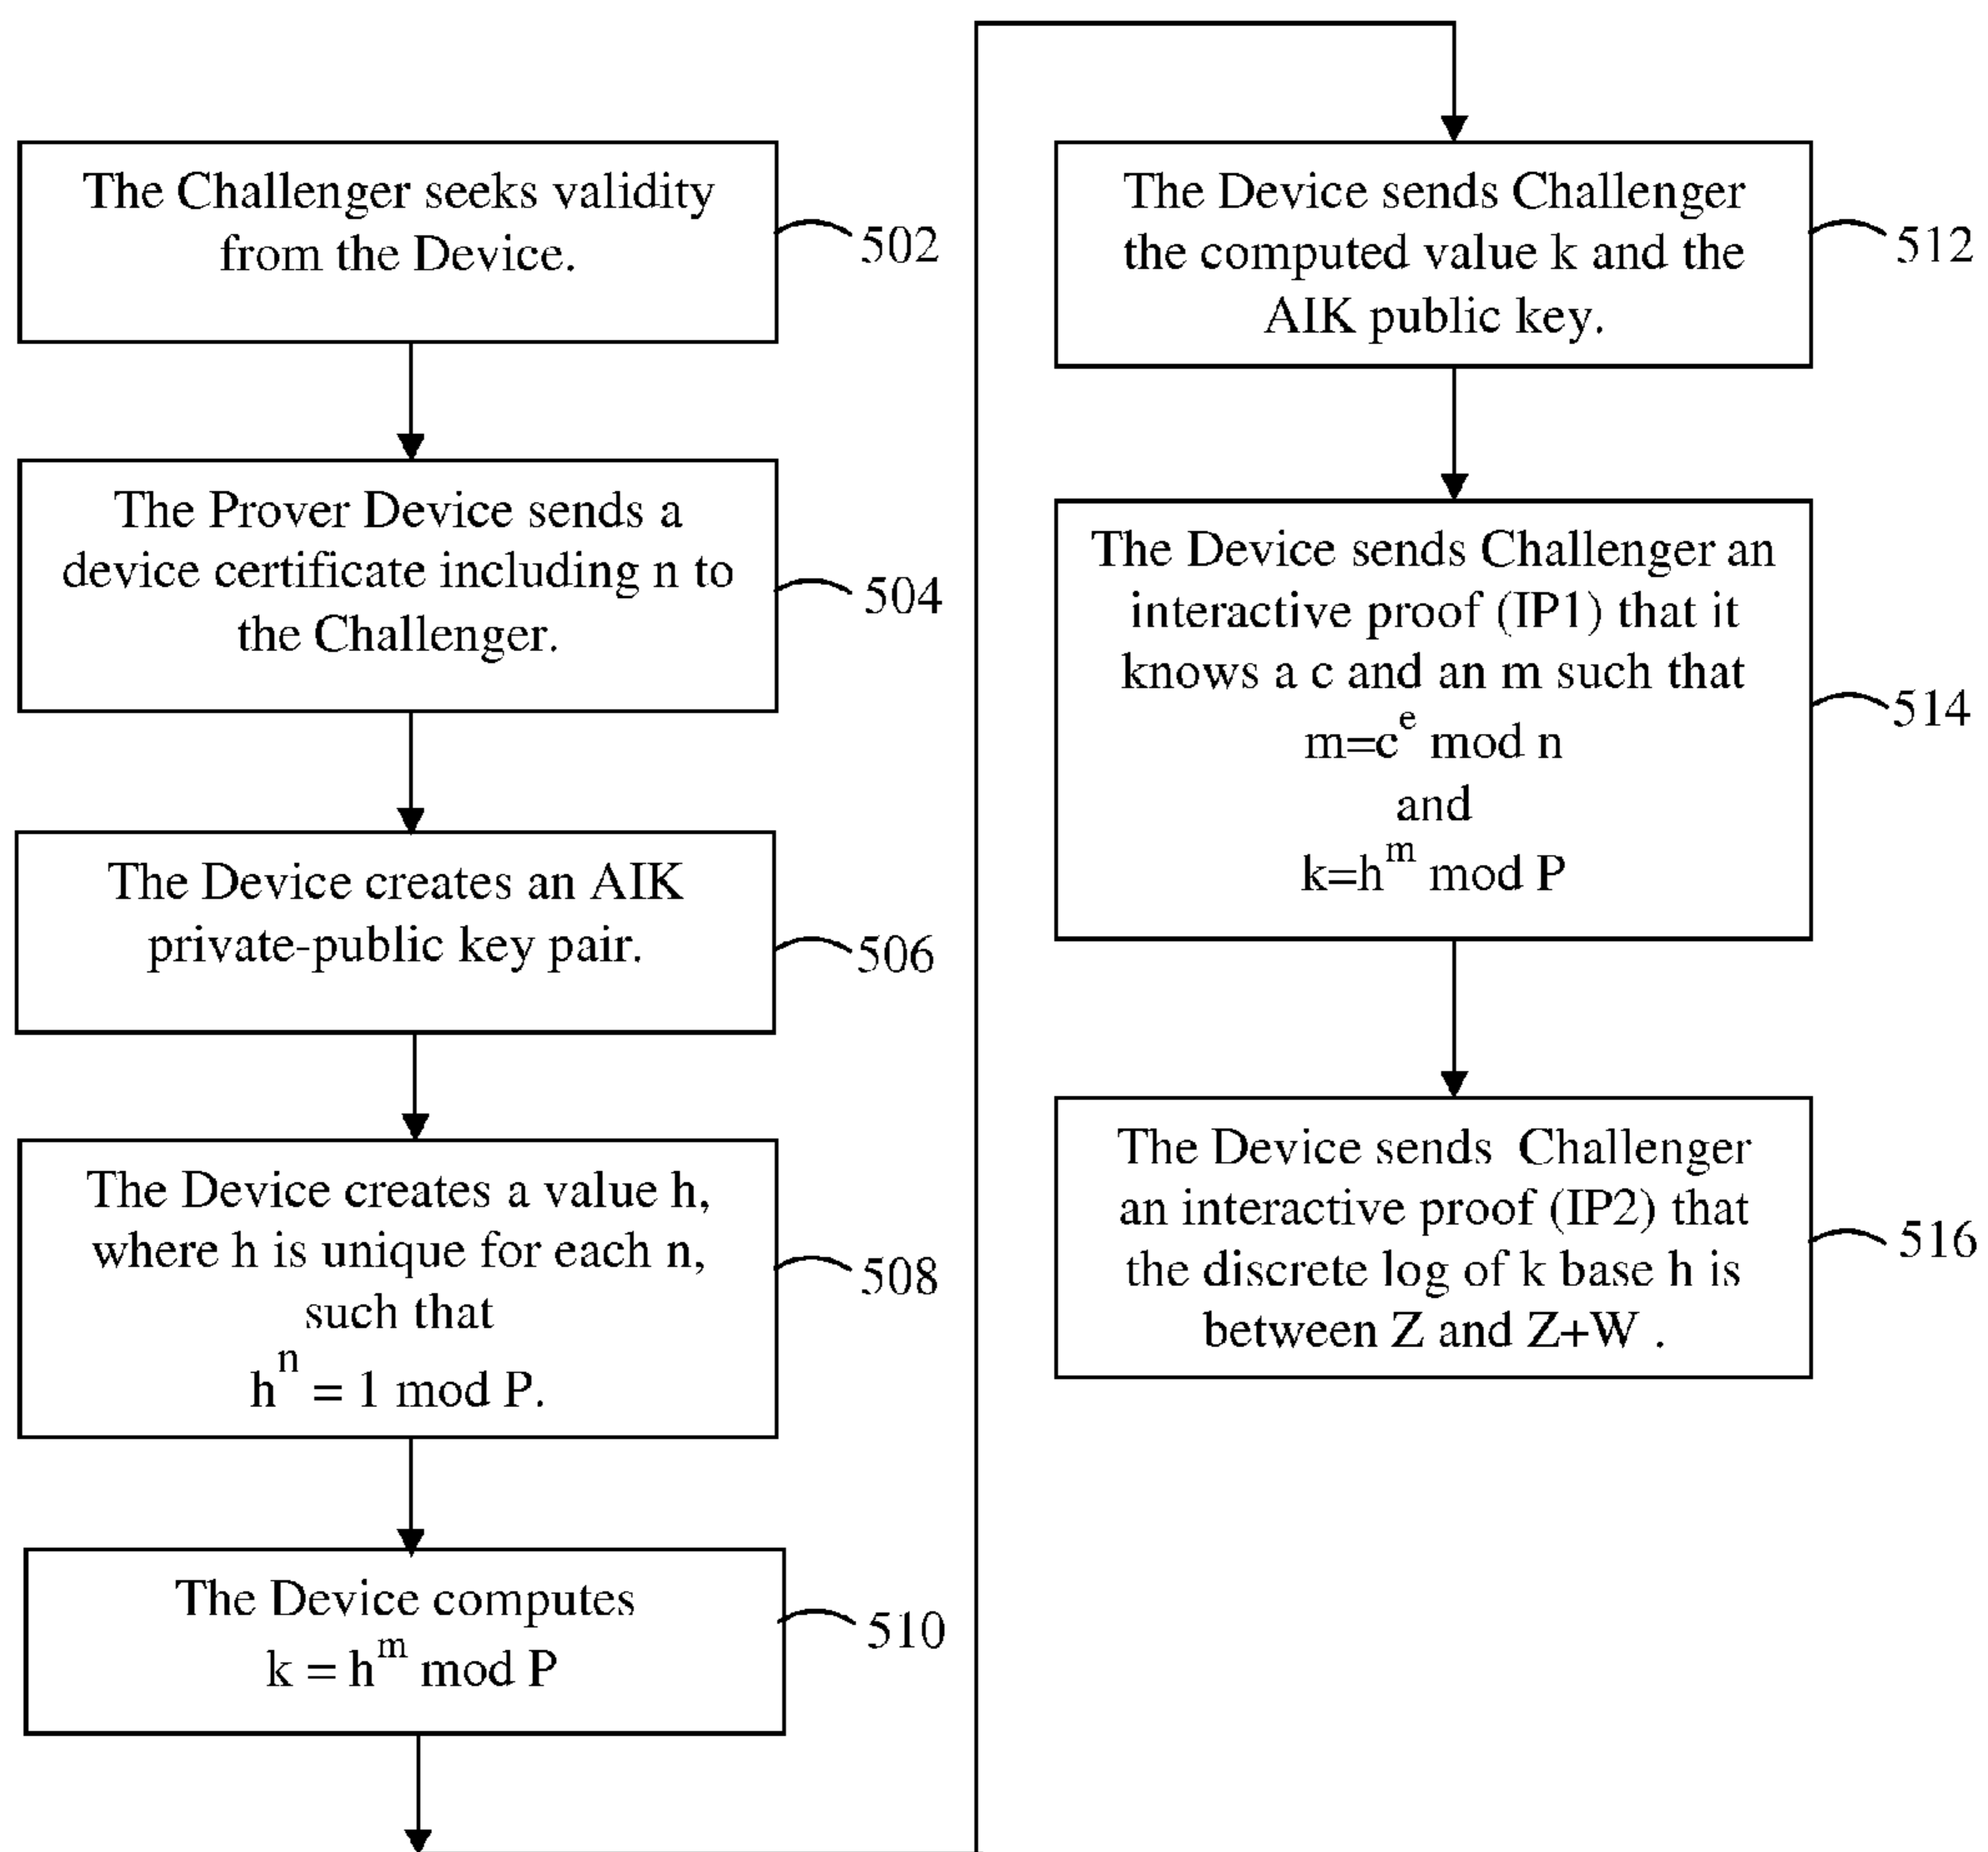 The Challenger seeks validity
from the Device.
502
The Prover Device sends a
device certificate including n to
the Challenger.
504
The Device creates an AIK
private-public key pair.
506
The Device creates a value h,
where h is unique for each n,
such that
hⁿ = 1 mod P.
508
The Device computes
k = hᵐ mod P
510
The Device sends Challenger
the computed value k and the
AIK public key.
512
The Device sends Challenger an
interactive proof (IP1) that it
knows a c and an m such that
m=cᵉ mod n
and
k=hᵐ mod P
514
The Device sends Challenger
an interactive proof (IP2) that
the discrete log of k base h is
between Z and Z+W .
516